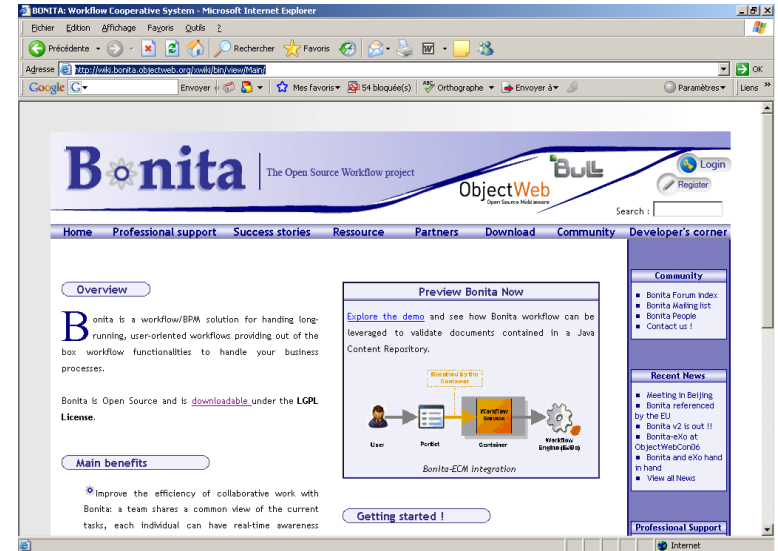 BONITA: Workflow Cooperative System - Microsoft Internet Explorer
Fichier Edition Affichage Favoris Outils ?
Précédente Rechercher Favoris
Adresse http://wiki.bonita.objectweb.org/xwiki/bin/view/Main/ OK
Google G Envoyer Mes favoris 54 bloquée(s) ABC Orthographe Envoyer à Paramètres Liens »
Bonita The Open Source Workflow project
ObjectWeb
Open Source Middleware
Bull
Login
Register
Search :
Home Professional support Success stories Ressource Partners Download Community Developer's corner
Overview
Bonita is a workflow/BPM solution for handing long-
running, user-oriented workflows providing out of the
box workflow functionalities to handle your business
processes.
Bonita is Open Source and is downloadable under the LGPL
License.
Main benefits
Improve the efficiency of collaborative work with
Bonita: a team shares a common view of the current
tasks, each individual can have real-time awareness
Preview Bonita Now
Explore the demo and see how Bonita workflow can be
leveraged to validate documents contained in a Java
Content Repository.
Received by the
Container
Workflow
Service
User Portlet Container Workflow
Engine (EJBs)
Bonita-ECM integration
Getting started !
Community
Bonita Forum index
Bonita Mailing list
Bonita People
Contact us !
Recent News
Meeting in Beijing
Bonita referenced
by the EU
Bonita v2 is out !!
Bonita-eXo at
ObjectWebCon06
Bonita and eXo hand
in hand
View all News
Professional Support
Internet